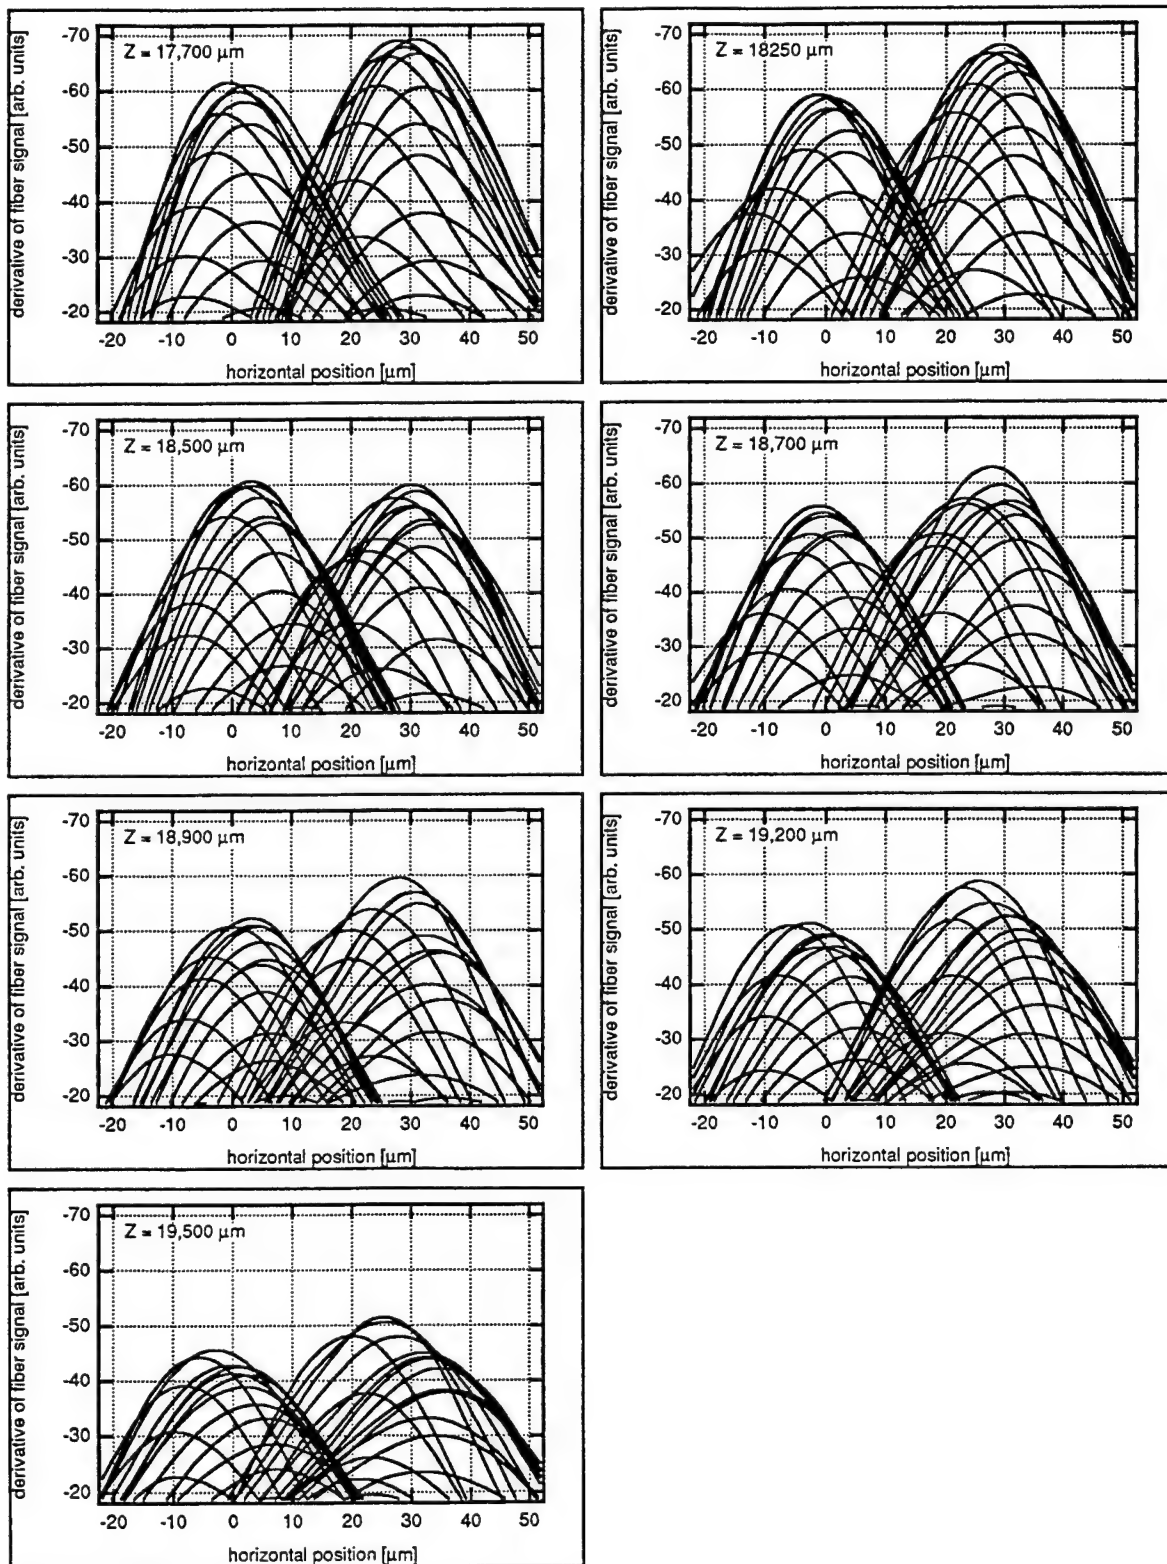 derivative of fiber signal [arb. units]
-70
-60
-50
-40
-30
-20
Z = 17,700 µm
-20 -10 0 10 20 30 40 50
horizontal position [µm]
derivative of fiber signal [arb. units]
-70
-60
-50
-40
-30
-20
Z = 18250 µm
-20 -10 0 10 20 30 40 50
horizontal position [µm]
derivative of fiber signal [arb. units]
-70
-60
-50
-40
-30
-20
Z = 18,500 µm
-20 -10 0 10 20 30 40 50
horizontal position [µm]
derivative of fiber signal [arb. units]
-70
-60
-50
-40
-30
-20
Z = 18,700 µm
-20 -10 0 10 20 30 40 50
horizontal position [µm]
derivative of fiber signal [arb. units]
-70
-60
-50
-40
-30
-20
Z = 18,900 µm
-20 -10 0 10 20 30 40 50
horizontal position [µm]
derivative of fiber signal [arb. units]
-70
-60
-50
-40
-30
-20
Z = 19,200 µm
-20 -10 0 10 20 30 40 50
horizontal position [µm]
derivative of fiber signal [arb. units]
-70
-60
-50
-40
-30
-20
Z = 19,500 µm
-20 -10 0 10 20 30 40 50
horizontal position [µm]